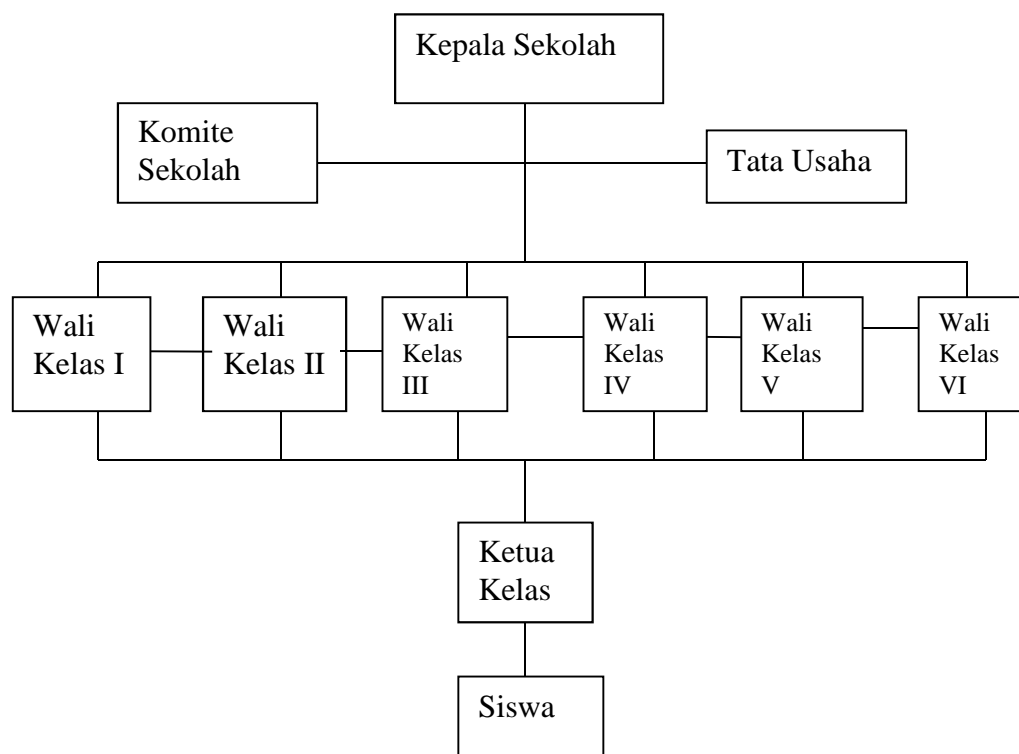 Kepala Sekolah
Komite
Sekolah
Tata Usaha
Wali
Kelas I
Wali
Kelas II
Wali
Kelas
III
Wali
Kelas
IV
Wali
Kelas
V
Wali
Kelas
VI
Ketua
Kelas
Siswa